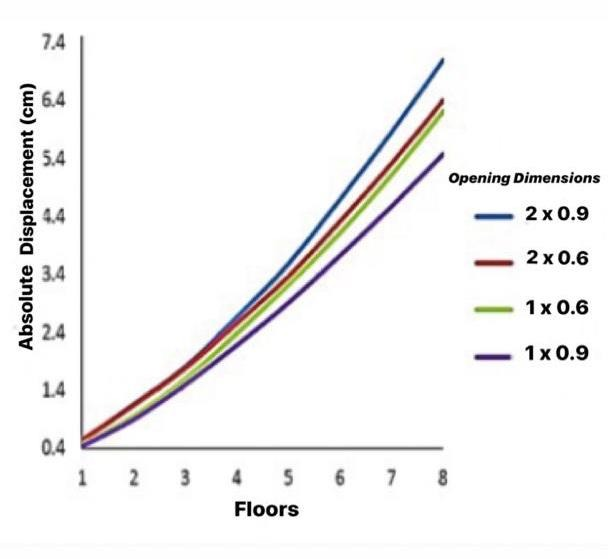 7.4
6.4
5.4
4.4
3.4
2.4
1.4
0.4
Absolute Displacement (cm)
1 2 3 4 5 6 7 8
Floors
Opening Dimensions
2 x 0.9
2 x 0.6
1 x 0.6
1 x 0.9